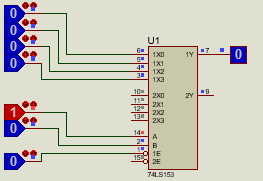 0
0
0
0
1
0
0
U1
6 1X0 1Y 7
5 1X1
4 1X2
3 1X3
10 2X0 2Y 9
11 2X1
12 2X2
13 2X3
14 A
2 B
1 1E
15 2E
0
74LS153